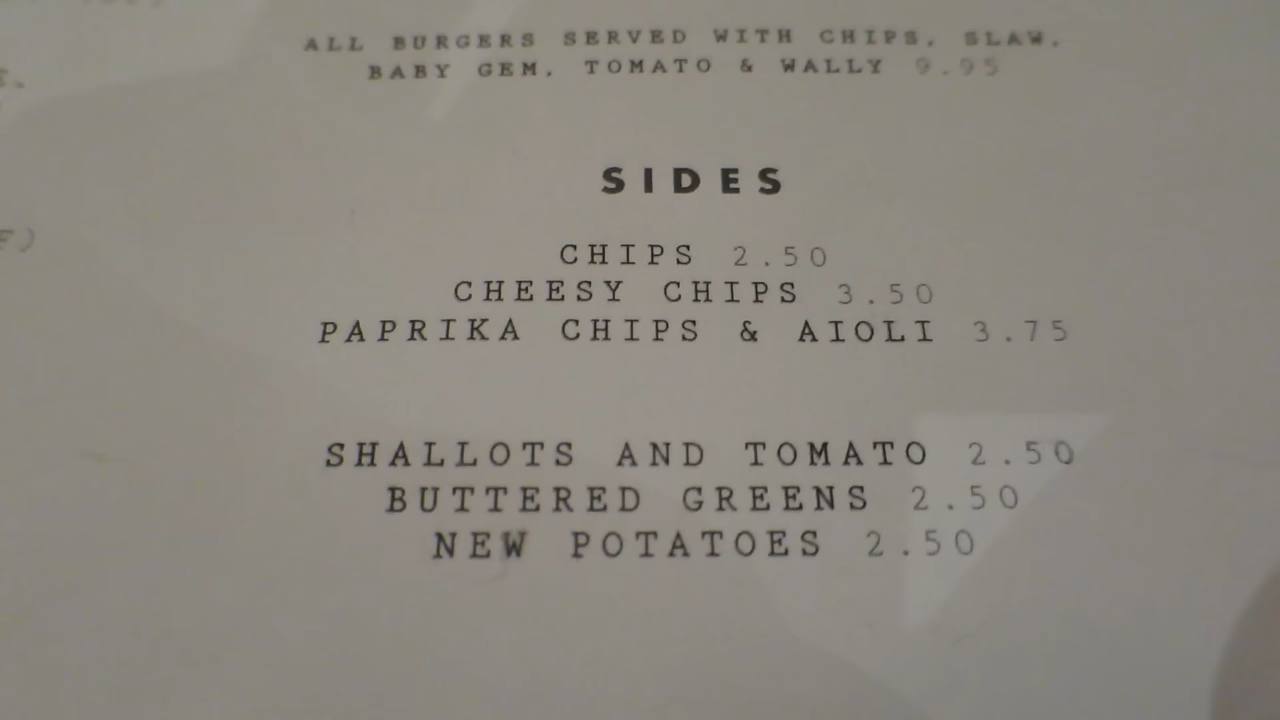 ALL BURGERS SERVED WITH CHIPS, SLAW,
BABY GEM, TOMATO & WALLY 9.95
SIDES
CHIPS 2.50
CHEESY CHIPS 3.50
PAPRIKA CHIPS & AIOLI 3.75
SHALLOTS AND TOMATO 2.50
BUTTERED GREENS 2.50
NEW POTATOES 2.50